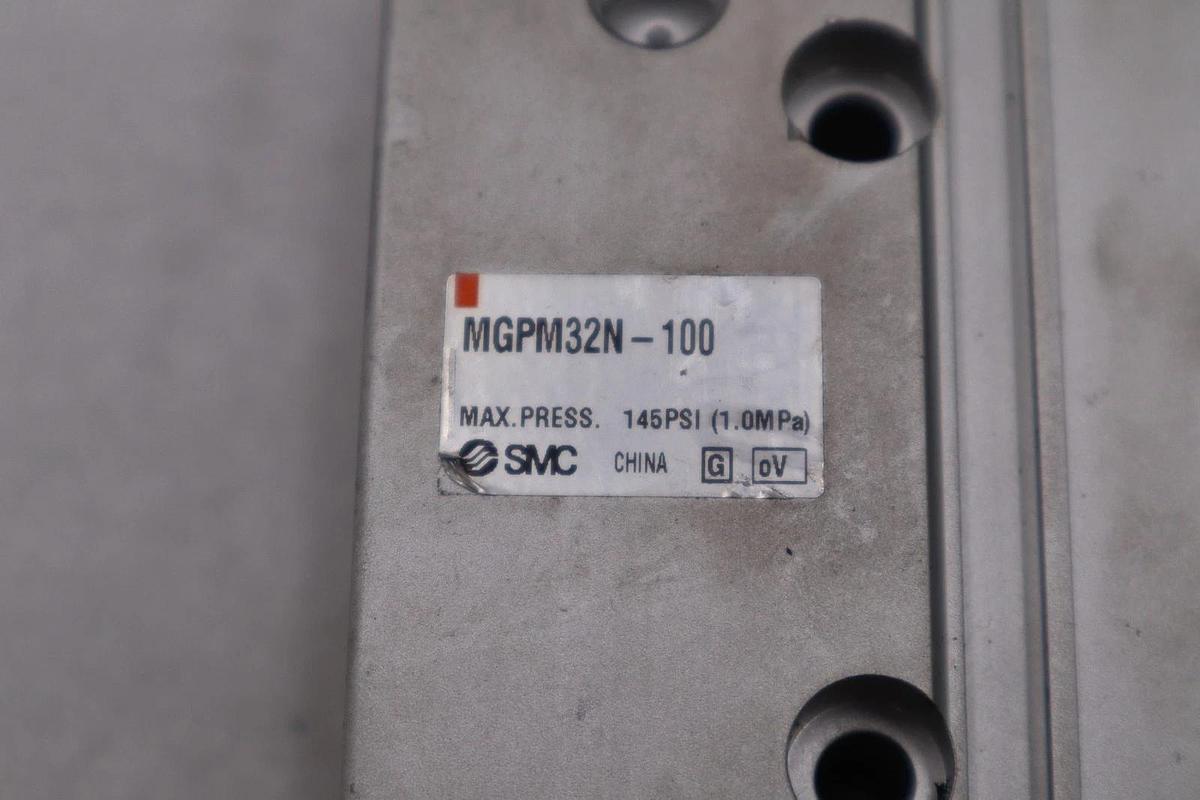 MGPM32N-100
MAX.PRESS. 145PSI (1.0MPa)
SMC CHINA G oV